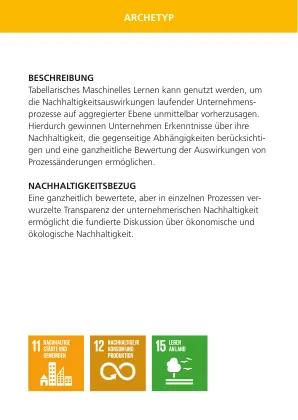 ARCHETYP
BESCHREIBUNG
Tabellarisches Maschinelles Lernen kann genutzt werden, um
die Nachhaltigkeitsauswirkungen laufender Unternehmens-
prozesse auf aggregierter Ebene unmittelbar vorherzusagen.
Hierdurch gewinnen Unternehmen Erkenntnisse über ihre
Nachhaltigkeit, die gegenseitige Abhängigkeiten berücksichti-
gen und eine ganzheitliche Bewertung der Auswirkungen von
Prozessänderungen ermöglichen.
NACHHALTIGKEITSBEZUG
Eine ganzheitlich bewertete, aber in einzelnen Prozessen ver-
wurzelte Transparenz der unternehmerischen Nachhaltigkeit
ermöglicht die fundierte Diskussion über ökonomische und
ökologische Nachhaltigkeit.
11 NACHHALTIGE
STÄDTE UND
GEMEINDEN
12 NACHHALTIGE/R
KONSUM UND
PRODUKTION
15 LEBEN
AN LAND